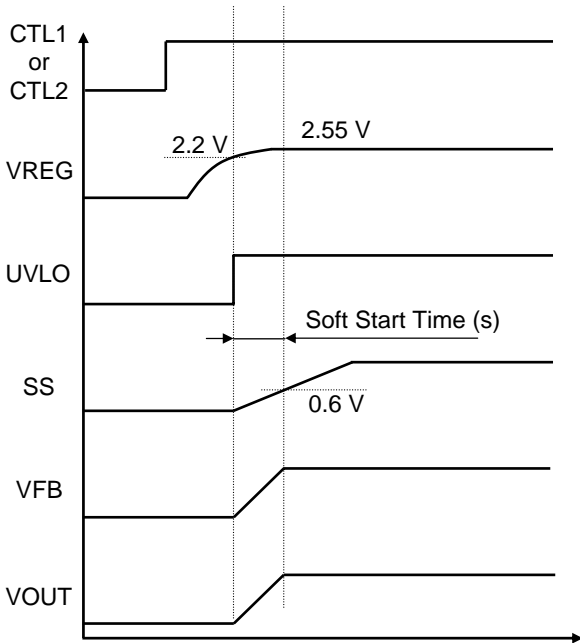 CTL1
or
CTL2
2.2 V
2.55 V
VREG
UVLO
Soft Start Time (s)
SS
0.6 V
VFB
VOUT